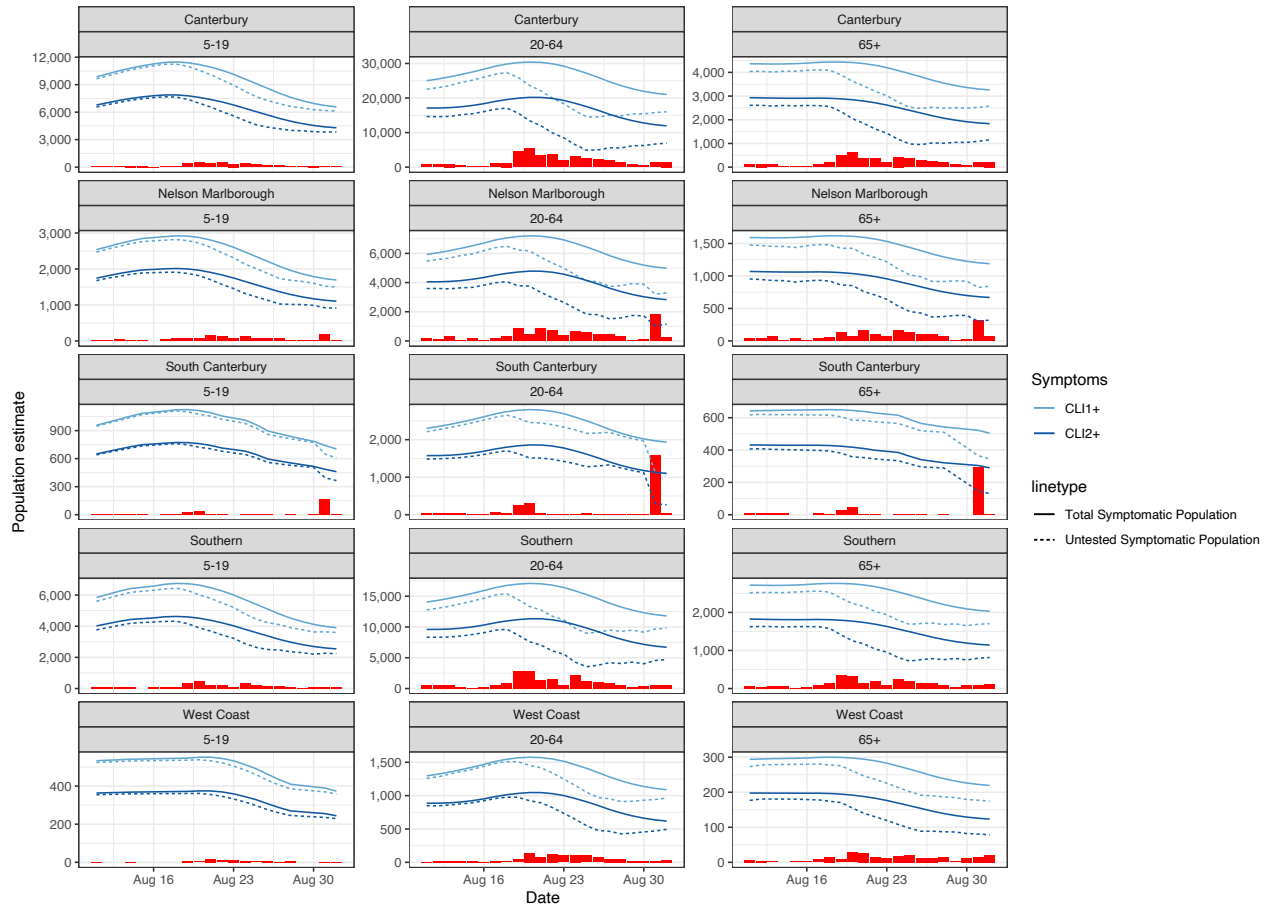 Canterbury
5-19
Canterbury
20-64
Canterbury
65+
12,000
9,000
6,000
3,000
0
30,000
20,000
10,000
0
4,000
3,000
2,000
1,000
0
Nelson Marlborough
5-19
Nelson Marlborough
20-64
Nelson Marlborough
65+
3,000
2,000
1,000
0
6,000
4,000
2,000
0
1,500
1,000
500
0
South Canterbury
5-19
South Canterbury
20-64
South Canterbury
65+
900
600
300
0
2,000
1,000
0
600
400
200
0
Southern
5-19
Southern
20-64
Southern
65+
6,000
4,000
2,000
0
15,000
10,000
5,000
0
2,000
1,000
0
West Coast
5-19
West Coast
20-64
West Coast
65+
400
200
0
1,500
1,000
500
0
300
200
100
0
Aug 16
Aug 23
Aug 30
Aug 16
Aug 23
Aug 30
Aug 16
Aug 23
Aug 30
Date
Population estimate
Symptoms
CLI1+
CLI2+
linetype
Total Symptomatic Population
Untested Symptomatic Population